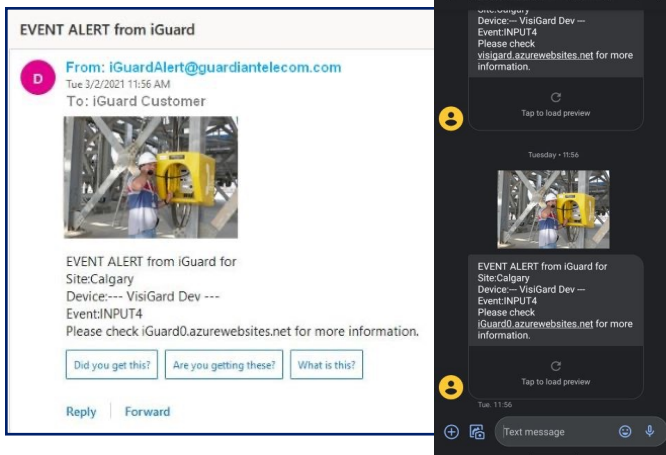 EVENT ALERT from iGuard
D
From: iGuardAlert@guardiantelecom.com
Tue 3/2/2021 11:56 AM
To: iGuard Customer
EVENT ALERT from iGuard for
Site:Calgary
Device:--- VisiGard Dev ---
Event:INPUT4
Please check iGuard0.azurewebsites.net for more information.
Did you get this?
Are you getting these?
What is this?
Reply
Forward
Site:Calgary
Device:--- VisiGard Dev ---
Event:INPUT4
Please check
visigard.azurewebsites.net for more
information.
Tap to load preview
Tuesday • 11:56
EVENT ALERT from iGuard for
Site:Calgary
Device:--- VisiGard Dev ---
Event:INPUT4
Please check
iGuard0.azurewebsites.net for more
information.
Tap to load preview
Tue. 11:56
Text message